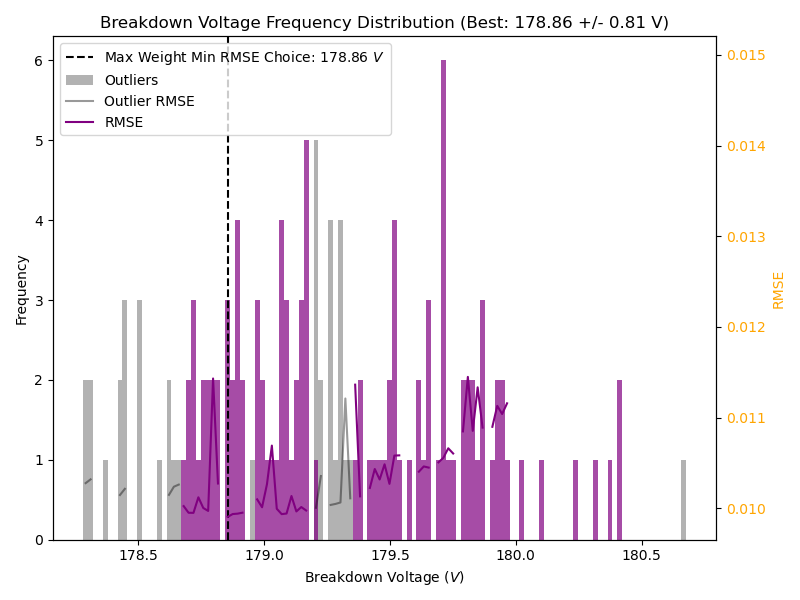 Breakdown Voltage Frequency Distribution (Best: 178.86 +/- 0.81 V)
Max Weight Min RMSE Choice: 178.86 V
Outliers
Outlier RMSE
RMSE
Frequency
6
5
4
3
2
1
0
0.015
0.014
0.013
0.012
0.011
0.010
RMSE
178.5 179.0 179.5 180.0 180.5
Breakdown Voltage (V)